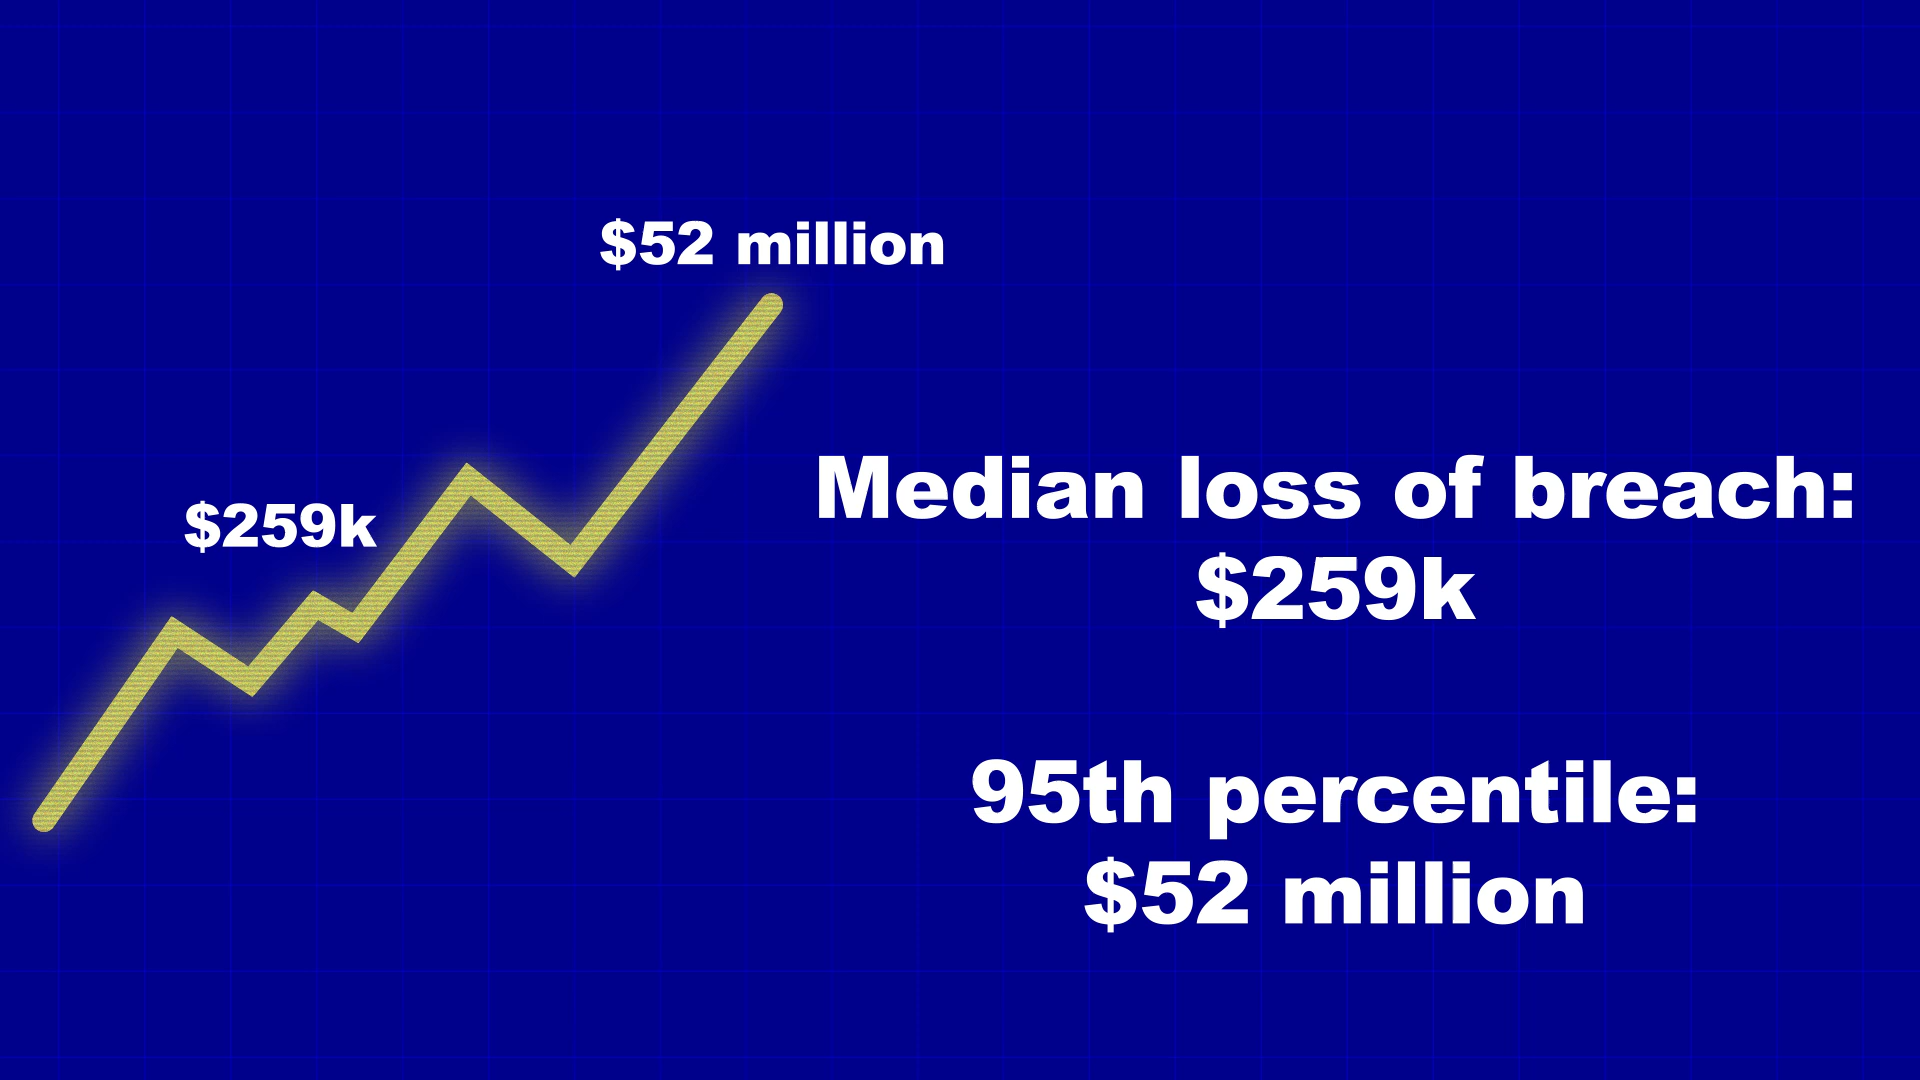 $52 million
$259k
Median loss of breach:
$259k
95th percentile:
$52 million